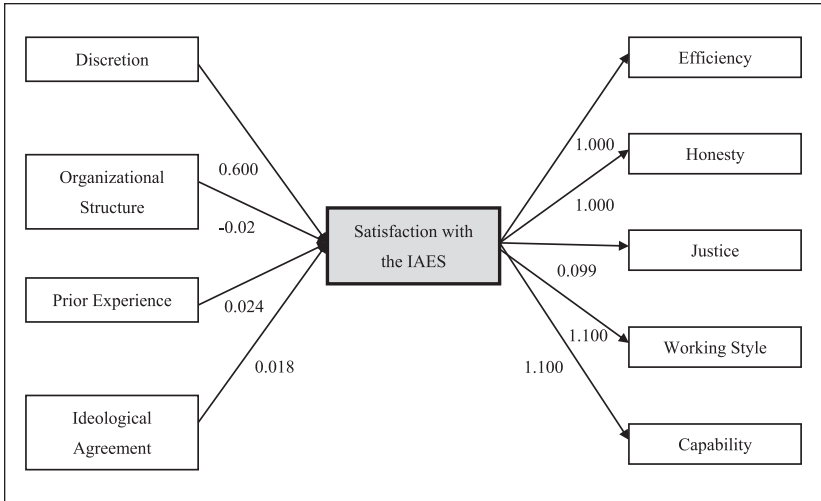 Discretion
Organizational
Structure
Prior Experience
Ideological
Agreement
0.600
-0.02
0.024
0.018
Satisfaction with
the IAES
1.000
1.000
0.099
1.100
1.100
Efficiency
Honesty
Justice
Working Style
Capability